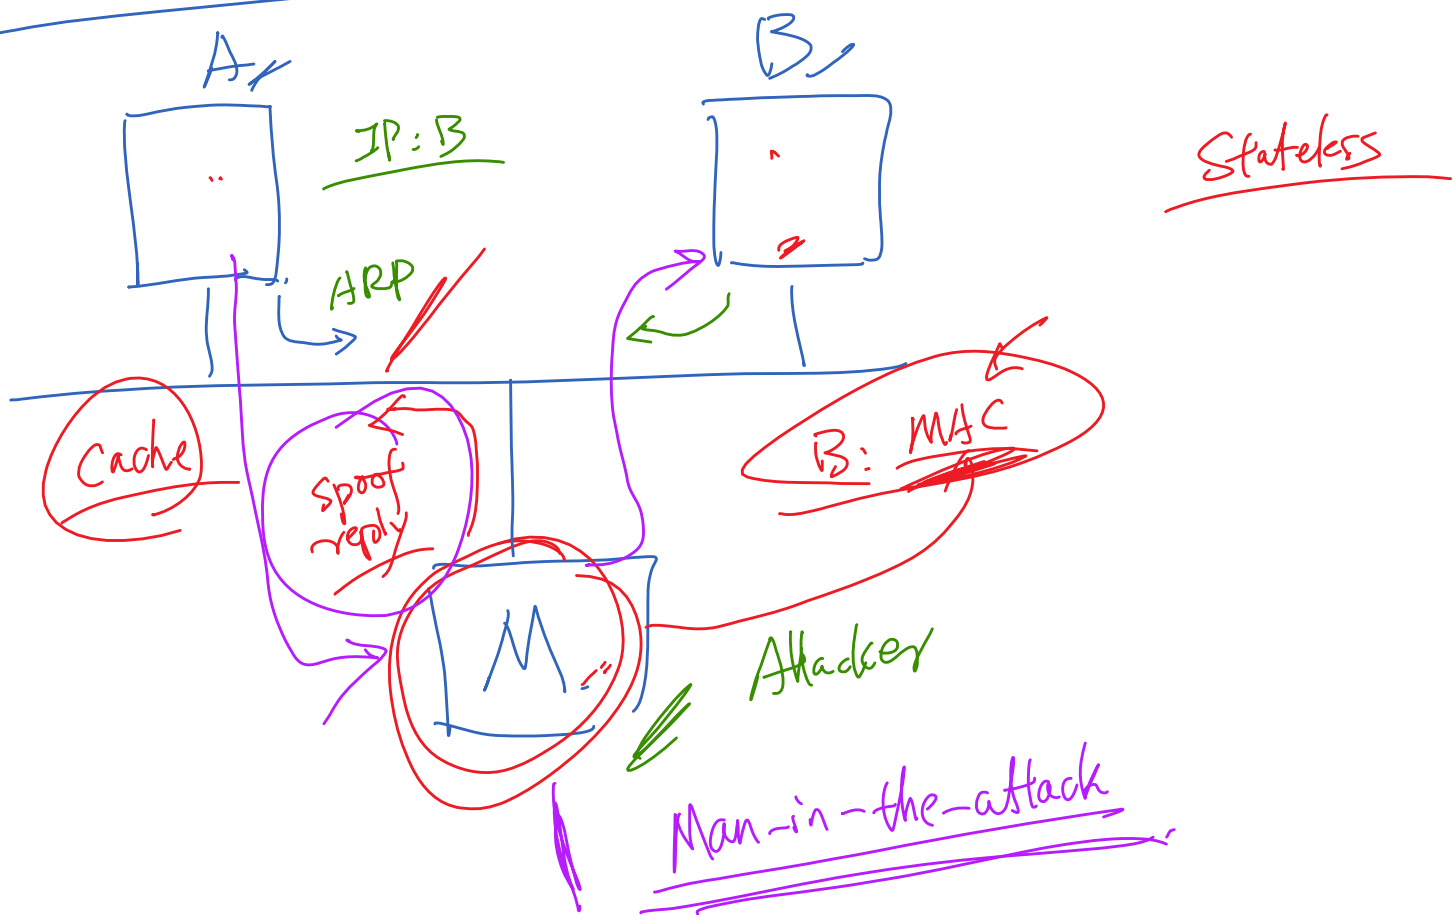 A
B
IP: B
Stateless
ARP
Cache
B: MAC
spoof
reply
M
Attacker
Man-in-the-attack